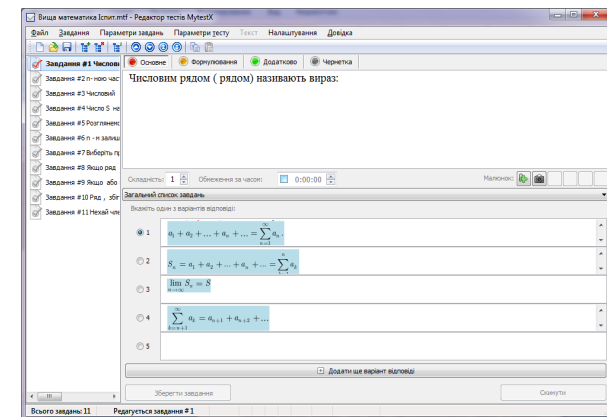 Вища математика Іспит.mtf - Редактор тестів MytestX
Файл Завдання Параметри завдань Параметри тесту Текст Налаштування Довідка
Завдання #1 Числови
Завдання #2 n- ною час
Завдання #3 Числовий
Завдання #4 Число S на
Завдання #5 Розглянемо
Завдання #6 n - м залиш
Завдання #7 Виберіть пр
Завдання #8 Якщо ряд
Завдання #9 Якщо або
Завдання #10 Ряд , збіг
Завдання #11 Нехай чле
Основне Формулювання Додатково Чернетка
Числовим рядом ( рядом) називають вираз:
Складність: 1 Обмеження за часом: 0:00:00 Малюнок:
Загальний список завдань
Вкажіть один з варіантів відповіді:
1 a₁ + a₂ + ... + aₙ + ... = ∑ₙ₌₁^∞ aₙ.
2 Sₙ = a₁ + a₂ + ... + aₙ + ... = ∑ⁿ aₖ
3 lim n→∞ Sₙ = S
4 ∑ₖ₌ₙ₊₁^∞ aₖ = aₙ₊₁ + aₙ₊₂ + ...
5
Додати ще варіант відповіді
Зберегти завдання Скинути
Всього завдань: 11 Редагується завдання # 1